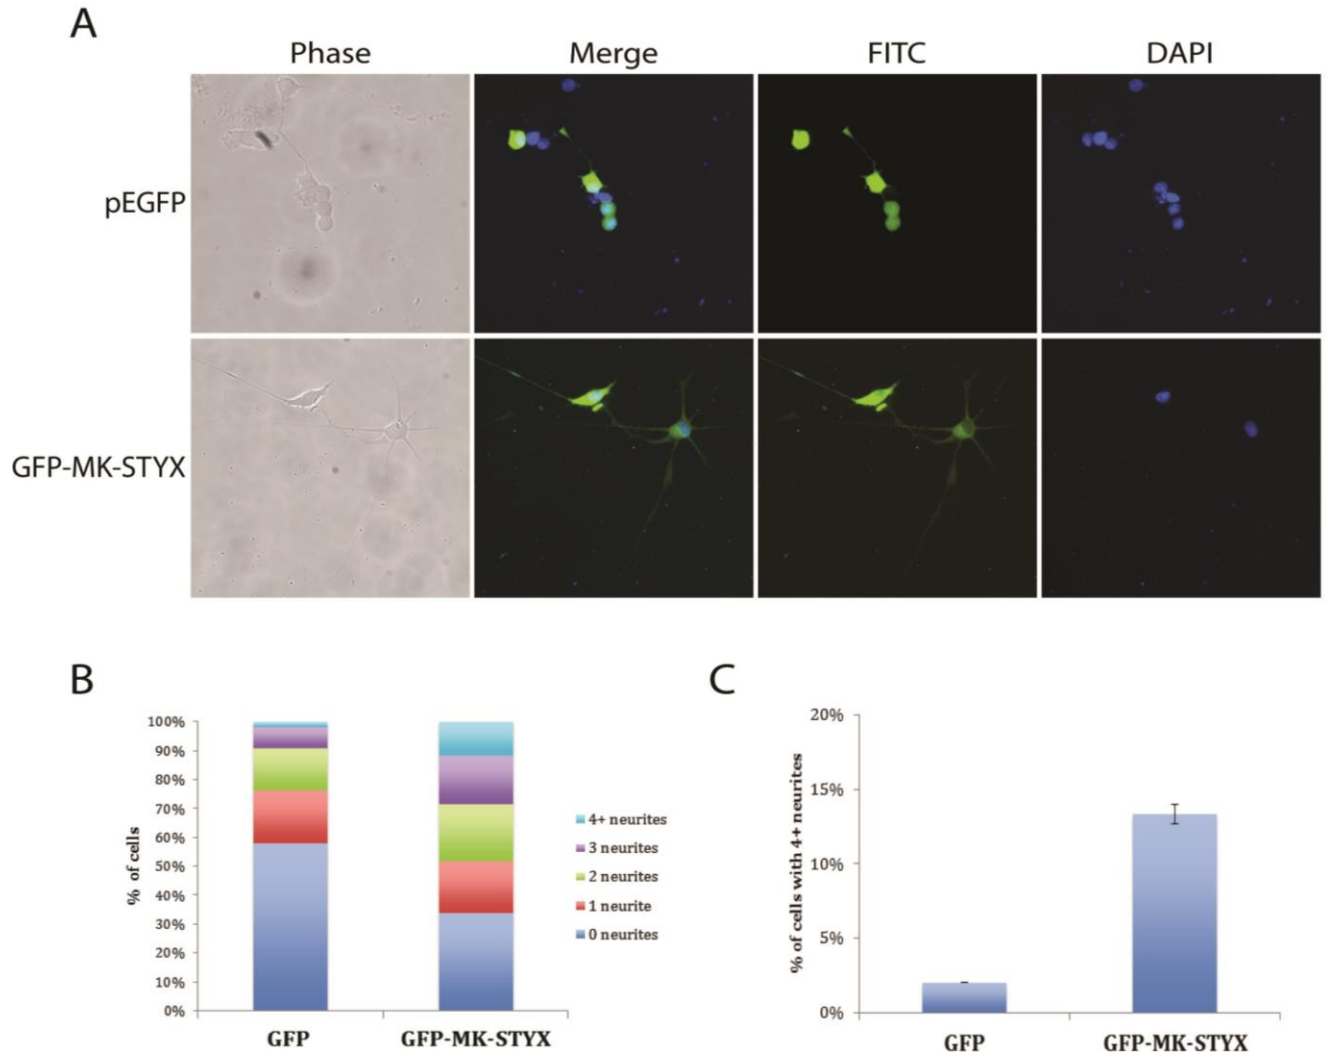 A
Phase Merge FITC DAPI
pEGFP
GFP-MK-STYX
B
100%
90%
80%
70%
60%
50%
40%
30%
20%
10%
0%
% of cells
GFP GFP-MK-STYX
4+ neurites
3 neurites
2 neurites
1 neurite
0 neurites
C
20%
15%
10%
5%
0%
% of cells with 4+ neurites
GFP GFP-MK-STYX